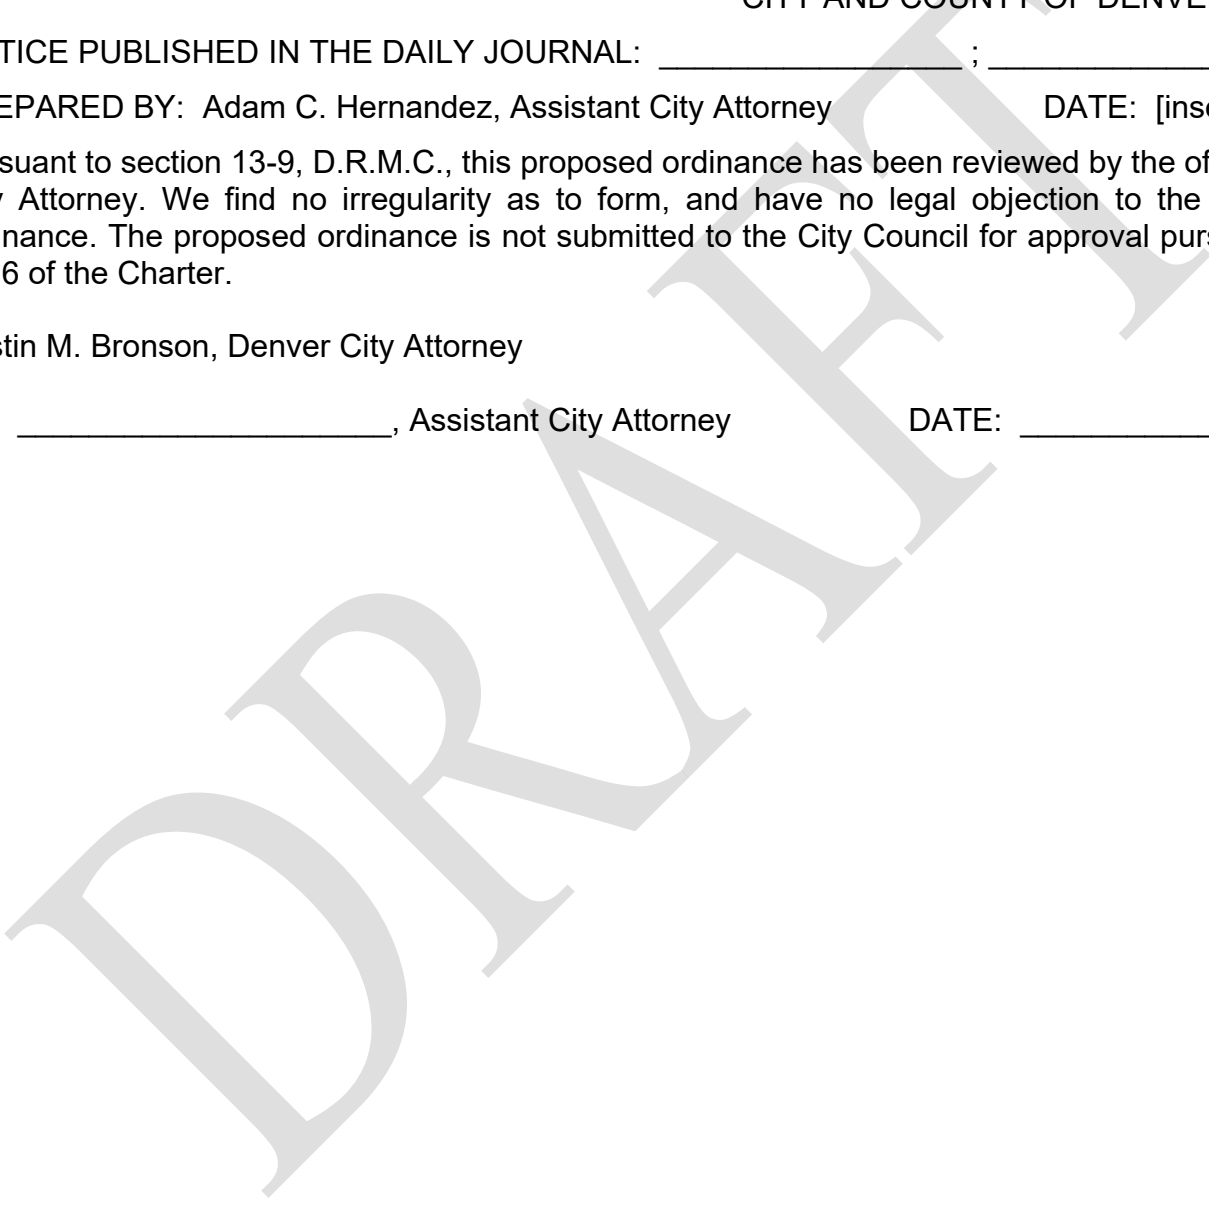 CITY AND COUNTY OF DENVE
TICE PUBLISHED IN THE DAILY JOURNAL: _________________ ; ____________
EPARED BY: Adam C. Hernandez, Assistant City Attorney DATE: [inse
suant to section 13-9, D.R.M.C., this proposed ordinance has been reviewed by the of
y Attorney. We find no irregularity as to form, and have no legal objection to the
nance. The proposed ordinance is not submitted to the City Council for approval purs
6 of the Charter.
stin M. Bronson, Denver City Attorney
_____________________, Assistant City Attorney DATE: ___________
DRAFT